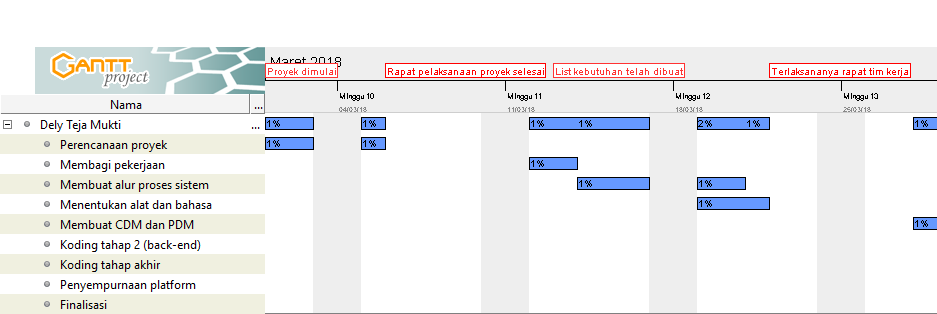 GANTT
project
Maret 2018
Proyek dimulai
Rapat pelaksanaan proyek selesai
List kebutuhan telah dibuat
Terlaksananya rapat tim kerja
Minggu 10
Minggu 11
Minggu 12
Minggu 13
04/03/18
11/03/18
18/03/18
25/03/18
Nama
...
Dely Teja Mukti ... 1% 1% 1% 1% 2% 1% 1%
Perencanaan proyek 1% 1%
Membagi pekerjaan 1%
Membuat alur proses sistem 1% 1%
Menentukan alat dan bahasa 1%
Membuat CDM dan PDM 1%
Koding tahap 2 (back-end)
Koding tahap akhir
Penyempurnaan platform
Finalisasi